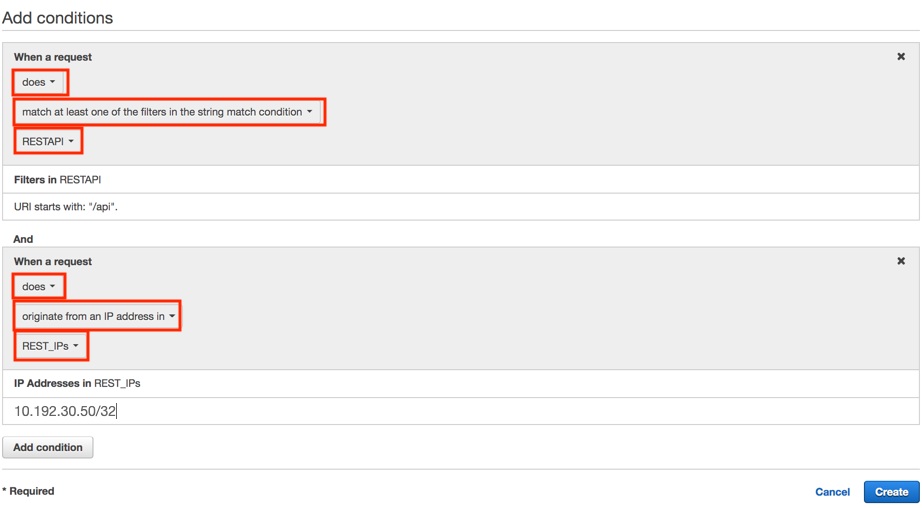 Add conditions
When a request
does
match at least one of the filters in the string match condition
RESTAPI
Filters in RESTAPI
URI starts with: "/api".
And
When a request
does
originate from an IP address in
REST_IPs
IP Addresses in REST_IPs
10.192.30.50/32
Add condition
* Required
Cancel
Create